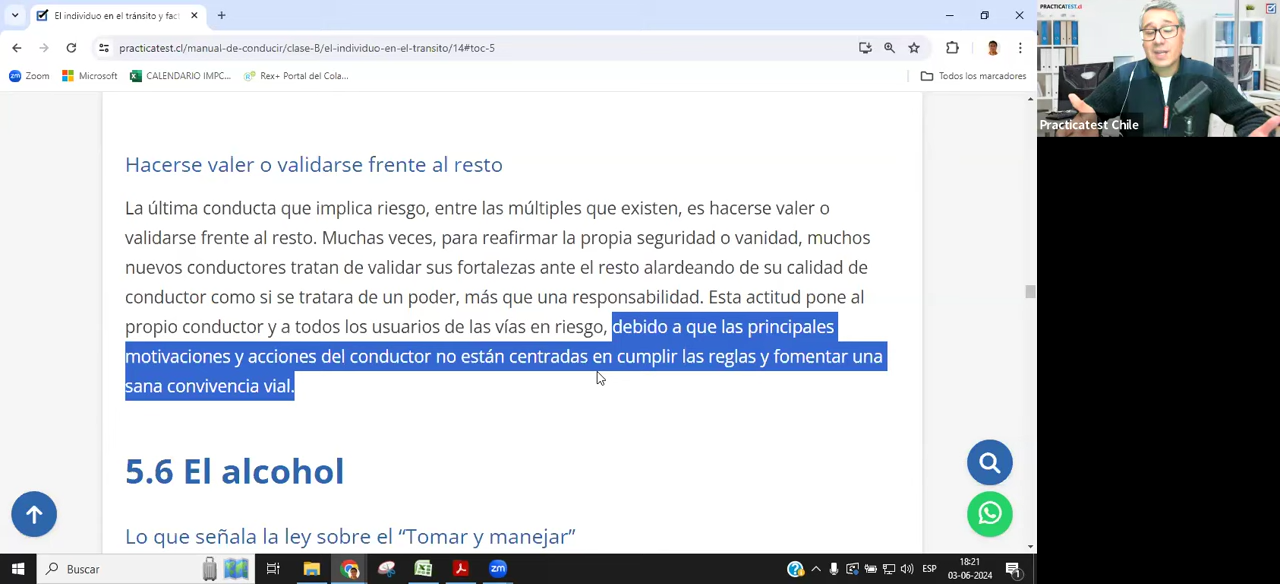 El individuo en el tránsito y fact
practicatest.cl/manual-de-conducir/clase-B/el-individuo-en-el-transito/14#toc-5
Zoom
Microsoft
CALENDARIO IMPC...
Rex+ Portal del Cola...
Todos los marcadores
PRACTICATEST.cl
Practicatest Chile
Hacerse valer o validarse frente al resto
La última conducta que implica riesgo, entre las múltiples que existen, es hacerse valer o
validarse frente al resto. Muchas veces, para reafirmar la propia seguridad o vanidad, muchos
nuevos conductores tratan de validar sus fortalezas ante el resto alardeando de su calidad de
conductor como si se tratara de un poder, más que una responsabilidad. Esta actitud pone al
propio conductor y a todos los usuarios de las vías en riesgo, debido a que las principales
motivaciones y acciones del conductor no están centradas en cumplir las reglas y fomentar una
sana convivencia vial.
5.6 El alcohol
Lo que señala la ley sobre el “Tomar y manejar”
Buscar
zm
ESP
18:21
03-06-2024